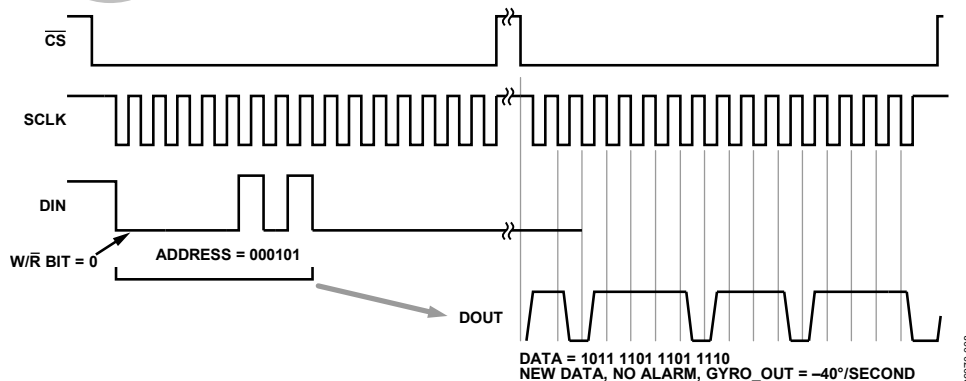 CS
SCLK
DIN
W/R BIT = 0
ADDRESS = 000101
DOUT
DATA = 1011 1101 1101 1110
NEW DATA, NO ALARM, GYRO_OUT = –40°/SECOND